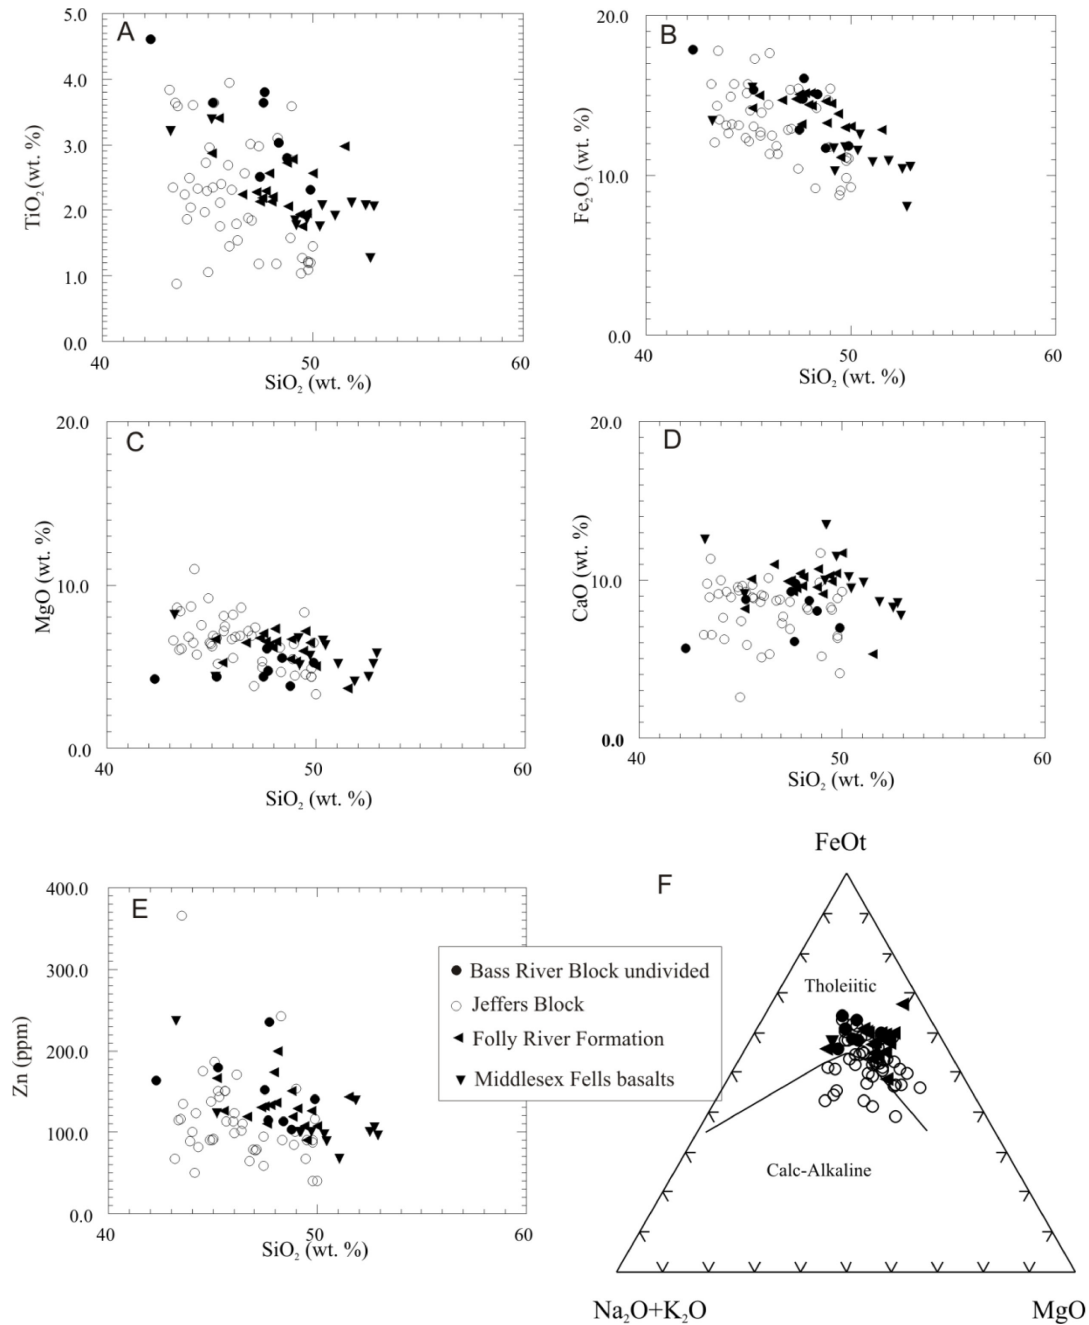 A
5.0
4.0
3.0
2.0
1.0
0.0
TiO₂ (wt. %)
40
50
60
SiO₂ (wt. %)
B
20.0
10.0
0.0
Fe₂O₃ (wt. %)
40
50
60
SiO₂ (wt. %)
C
20.0
10.0
0.0
MgO (wt. %)
40
50
60
SiO₂ (wt. %)
D
20.0
10.0
0.0
CaO (wt. %)
40
50
60
SiO₂ (wt. %)
E
400.0
300.0
200.0
100.0
0.0
Zn (ppm)
40
50
60
SiO₂ (wt. %)
Bass River Block undivided
Jeffers Block
Folly River Formation
Middlesex Fells basalts
F
FeOt
Tholeiitic
Calc-Alkaline
Na₂O+K₂O
MgO